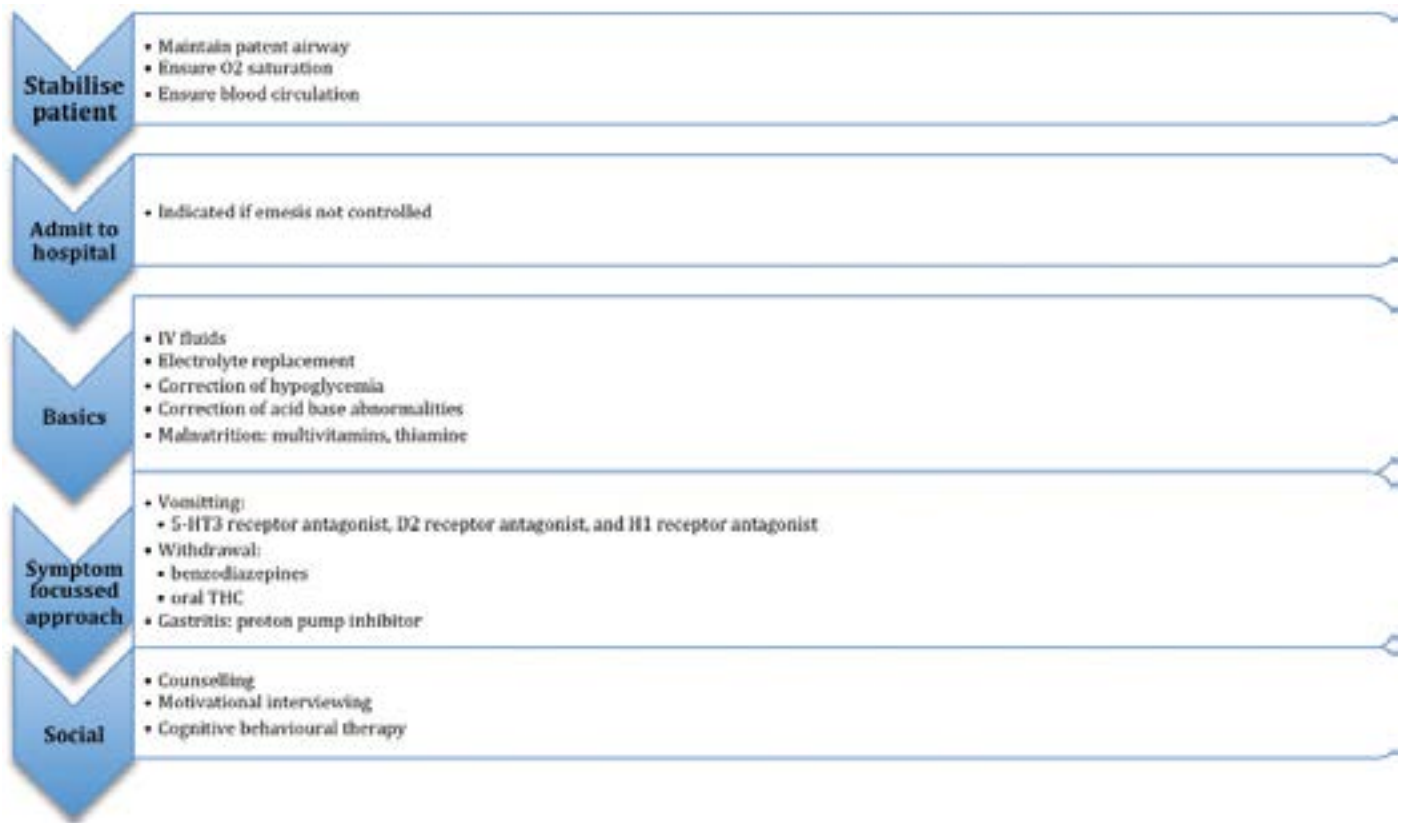 Stabilise
patient
• Maintain patent airway
• Ensure O2 saturation
• Ensure blood circulation
Admit to
hospital
• Indicated if emesis not controlled
Basics
• IV fluids
• Electrolyte replacement
• Correction of hypoglycemia
• Correction of acid base abnormalities
• Malnutrition: multivitamins, thiamine
Symptom
focussed
approach
• Vomitting:
• 5-HT3 receptor antagonist, D2 receptor antagonist, and H1 receptor antagonist
• Withdrawal:
• benzodiazepines
• oral THC
• Gastritis: proton pump inhibitor
Social
• Counselling
• Motivational interviewing
• Cognitive behavioural therapy